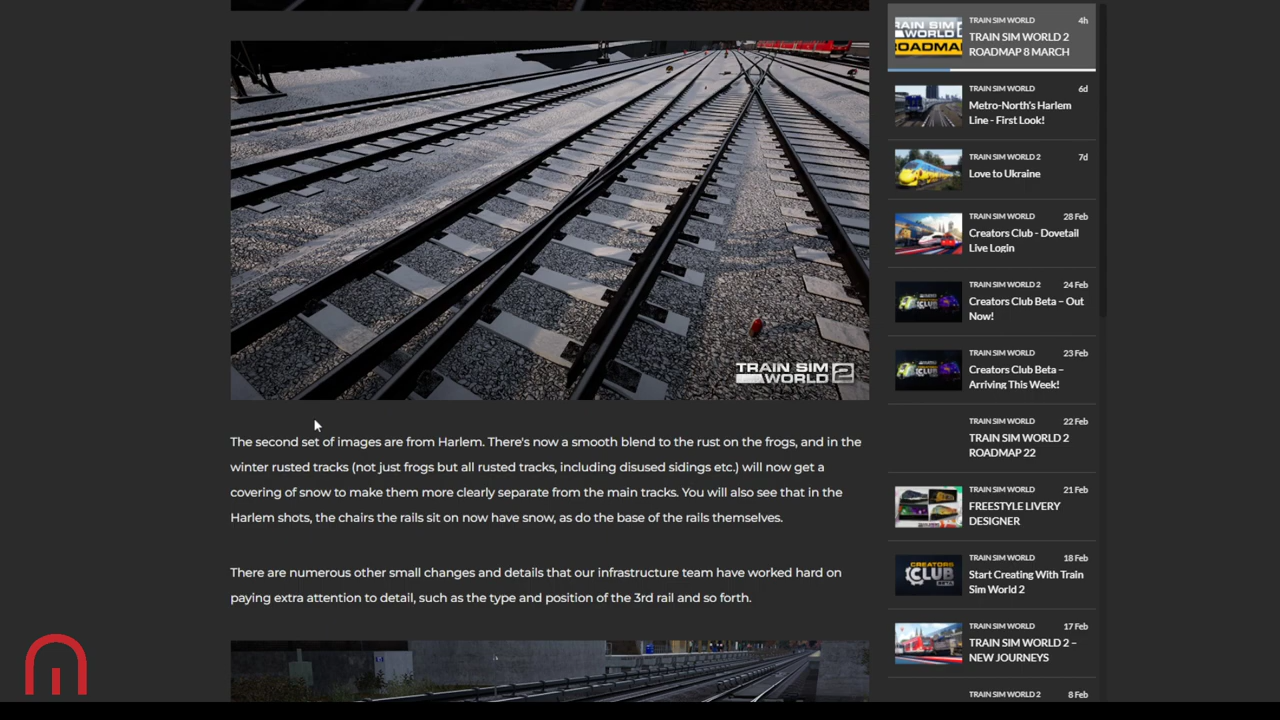 TRAIN SIM
WORLD 2
The second set of images are from Harlem. There's now a smooth blend to the rust on the frogs, and in the
winter rusted tracks (not just frogs but all rusted tracks, including disused sidings etc.) will now get a
covering of snow to make them more clearly separate from the main tracks. You will also see that in the
Harlem shots, the chairs the rails sit on now have snow, as do the base of the rails themselves.
There are numerous other small changes and details that our infrastructure team have worked hard on
paying extra attention to detail, such as the type and position of the 3rd rail and so forth.
TRAIN SIM WORLD 4h
TRAIN SIM WORLD 2
ROADMAP 8 MARCH
TRAIN SIM WORLD 6d
Metro-North's Harlem
Line - First Look!
TRAIN SIM WORLD 2 7d
Love to Ukraine
TRAIN SIM WORLD 28 Feb
Creators Club - Dovetail
Live Login
TRAIN SIM WORLD 2 24 Feb
Creators Club Beta – Out
Now!
TRAIN SIM WORLD 23 Feb
Creators Club Beta –
Arriving This Week!
TRAIN SIM WORLD 22 Feb
TRAIN SIM WORLD 2
ROADMAP 22
TRAIN SIM WORLD 21 Feb
FREESTYLE LIVERY
DESIGNER
CREATORS
CLUB
TRAIN SIM WORLD 18 Feb
Start Creating With Train
Sim World 2
TRAIN SIM WORLD 17 Feb
TRAIN SIM WORLD 2 –
NEW JOURNEYS
TRAIN SIM WORLD 2 8 Feb